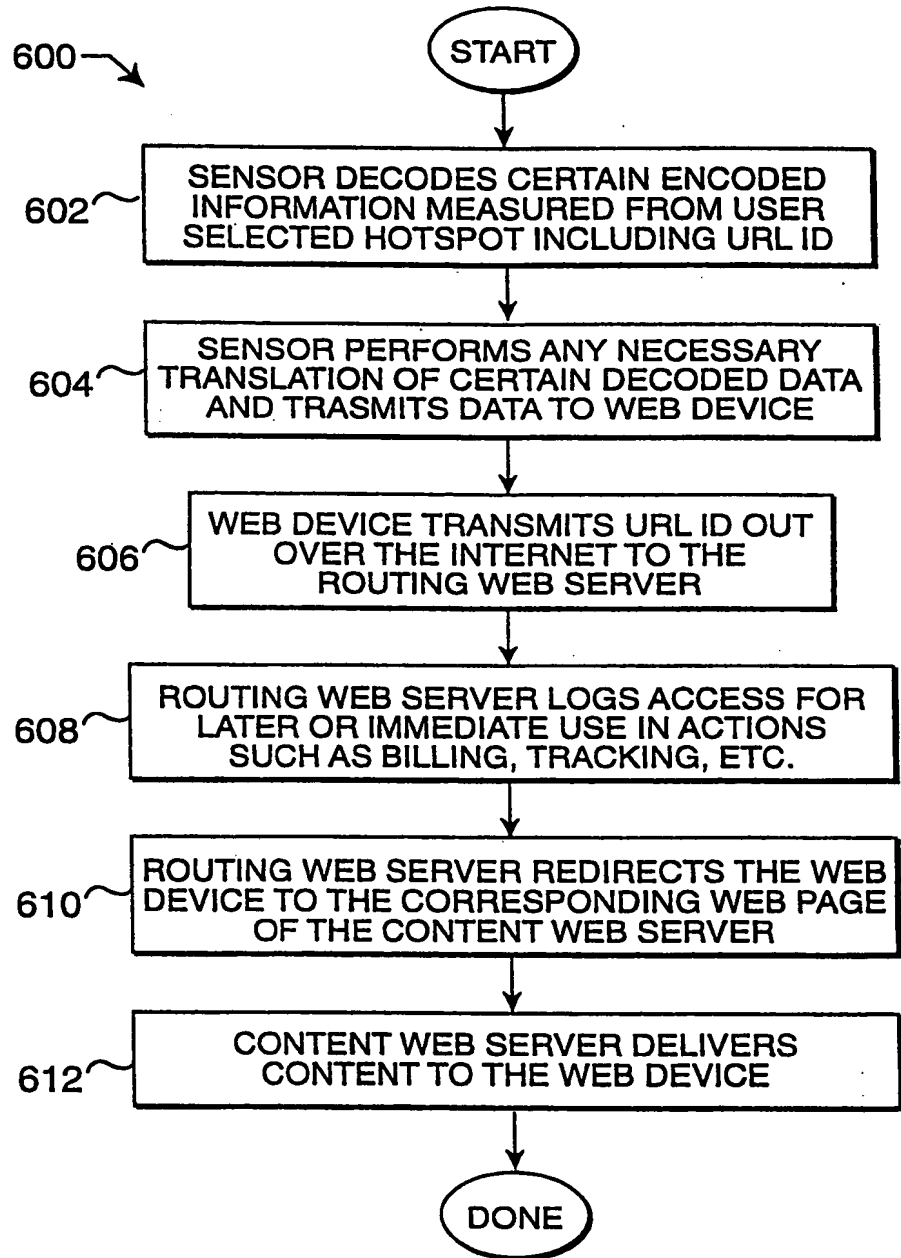 600
START
602
SENSOR DECODES CERTAIN ENCODED
INFORMATION MEASURED FROM USER
SELECTED HOTSPOT INCLUDING URL ID
604
SENSOR PERFORMS ANY NECESSARY
TRANSLATION OF CERTAIN DECODED DATA
AND TRASMITS DATA TO WEB DEVICE
606
WEB DEVICE TRANSMITS URL ID OUT
OVER THE INTERNET TO THE
ROUTING WEB SERVER
608
ROUTING WEB SERVER LOGS ACCESS FOR
LATER OR IMMEDIATE USE IN ACTIONS
SUCH AS BILLING, TRACKING, ETC.
610
ROUTING WEB SERVER REDIRECTS THE WEB
DEVICE TO THE CORRESPONDING WEB PAGE
OF THE CONTENT WEB SERVER
612
CONTENT WEB SERVER DELIVERS
CONTENT TO THE WEB DEVICE
DONE